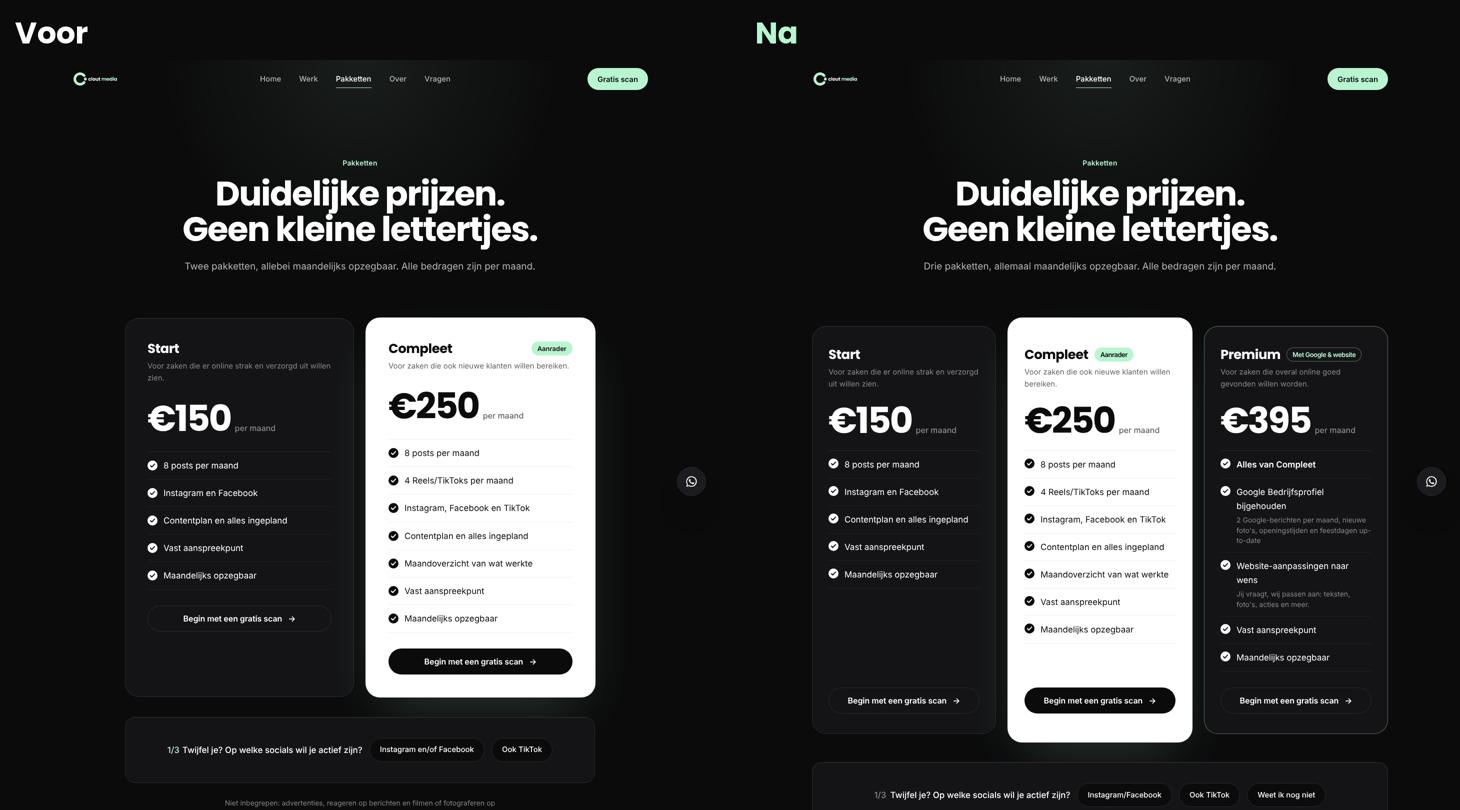 Voor
clout media
Home
Werk
Pakketten
Over
Vragen
Gratis scan
Pakketten
Duidelijke prijzen.
Geen kleine lettertjes.
Twee pakketten, allebei maandelijks opzegbaar. Alle bedragen zijn per maand.
Start
Voor zaken die er online strak en verzorgd uit willen
zien.
€150 per maand
8 posts per maand
Instagram en Facebook
Contentplan en alles ingepland
Vast aanspreekpunt
Maandelijks opzegbaar
Begin met een gratis scan →
Compleet
Aanrader
Voor zaken die ook nieuwe klanten willen bereiken.
€250 per maand
8 posts per maand
4 Reels/TikToks per maand
Instagram, Facebook en TikTok
Contentplan en alles ingepland
Maandoverzicht van wat werkte
Vast aanspreekpunt
Maandelijks opzegbaar
Begin met een gratis scan →
1/3 Twijfel je? Op welke socials wil je actief zijn?
Instagram en/of Facebook
Ook TikTok
Niet inbegrepen: advertenties, reageren op berichten en filmen of fotograferen op
Na
clout media
Home
Werk
Pakketten
Over
Vragen
Gratis scan
Pakketten
Duidelijke prijzen.
Geen kleine lettertjes.
Drie pakketten, allemaal maandelijks opzegbaar. Alle bedragen zijn per maand.
Start
Voor zaken die er online strak en verzorgd
uit willen zien.
€150 per maand
8 posts per maand
Instagram en Facebook
Contentplan en alles ingepland
Vast aanspreekpunt
Maandelijks opzegbaar
Begin met een gratis scan →
Compleet
Aanrader
Voor zaken die ook nieuwe klanten willen
bereiken.
€250 per maand
8 posts per maand
4 Reels/TikToks per maand
Instagram, Facebook en TikTok
Contentplan en alles ingepland
Maandoverzicht van wat werkte
Vast aanspreekpunt
Maandelijks opzegbaar
Begin met een gratis scan →
Premium
Met Google & website
Voor zaken die overal online goed
gevonden willen worden.
€395 per maand
Alles van Compleet
Google Bedrijfsprofiel
bijgehouden
2 Google-berichten per maand, nieuwe
foto's, openingstijden en feestdagen up-
to-date
Website-aanpassingen naar
wens
Jij vraagt, wij passen aan: teksten,
foto's, acties en meer.
Vast aanspreekpunt
Maandelijks opzegbaar
Begin met een gratis scan →
1/3 Twijfel je? Op welke socials wil je actief zijn?
Instagram/Facebook
Ook TikTok
Weet ik nog niet